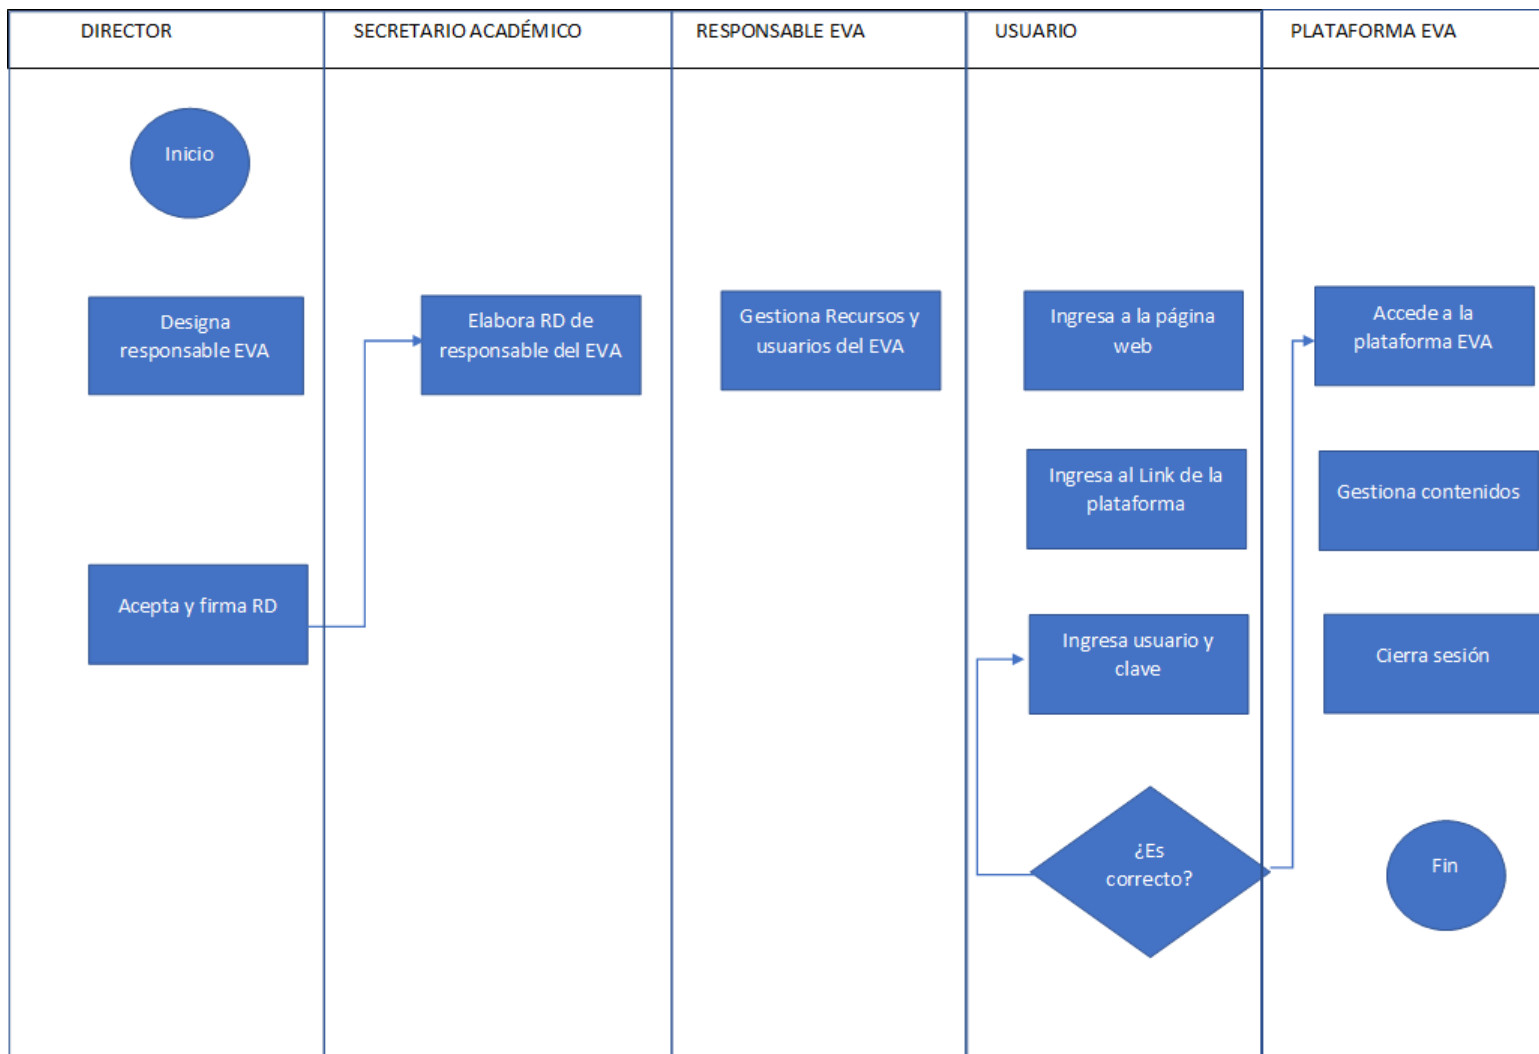 DIRECTOR
SECRETARIO ACADÉMICO
RESPONSABLE EVA
USUARIO
PLATAFORMA EVA
Inicio
Designa
responsable EVA
Acepta y firma RD
Elabora RD de
responsable del EVA
Gestiona Recursos y
usuarios del EVA
Ingresa a la página
web
Ingresa al Link de la
plataforma
Ingresa usuario y
clave
¿Es
correcto?
Accede a la
plataforma EVA
Gestiona contenidos
Cierra sesión
Fin